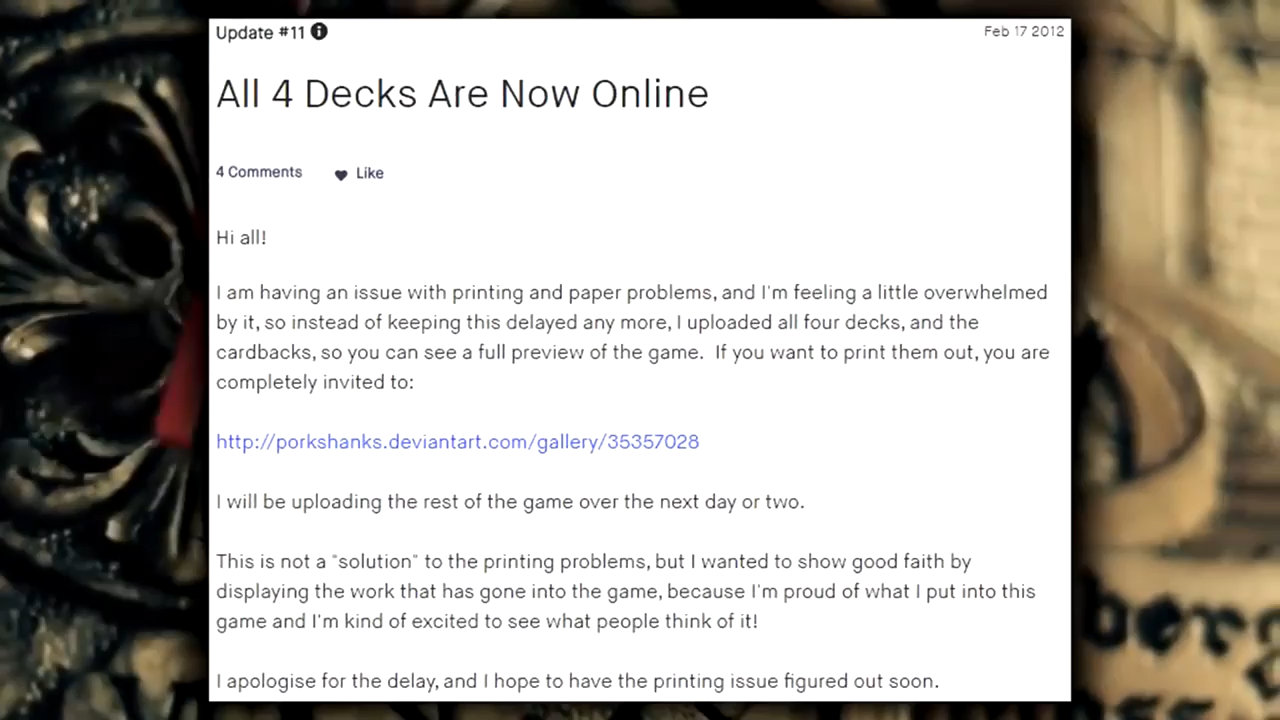 Update #11
Feb 17 2012
All 4 Decks Are Now Online
4 Comments
Like
Hi all!
I am having an issue with printing and paper problems, and I'm feeling a little overwhelmed
by it, so instead of keeping this delayed any more, I uploaded all four decks, and the
cardbacks, so you can see a full preview of the game.  If you want to print them out, you are
completely invited to:
http://porkshanks.deviantart.com/gallery/35357028
I will be uploading the rest of the game over the next day or two.
This is not a "solution" to the printing problems, but I wanted to show good faith by
displaying the work that has gone into the game, because I'm proud of what I put into this
game and I'm kind of excited to see what people think of it!
I apologise for the delay, and I hope to have the printing issue figured out soon.